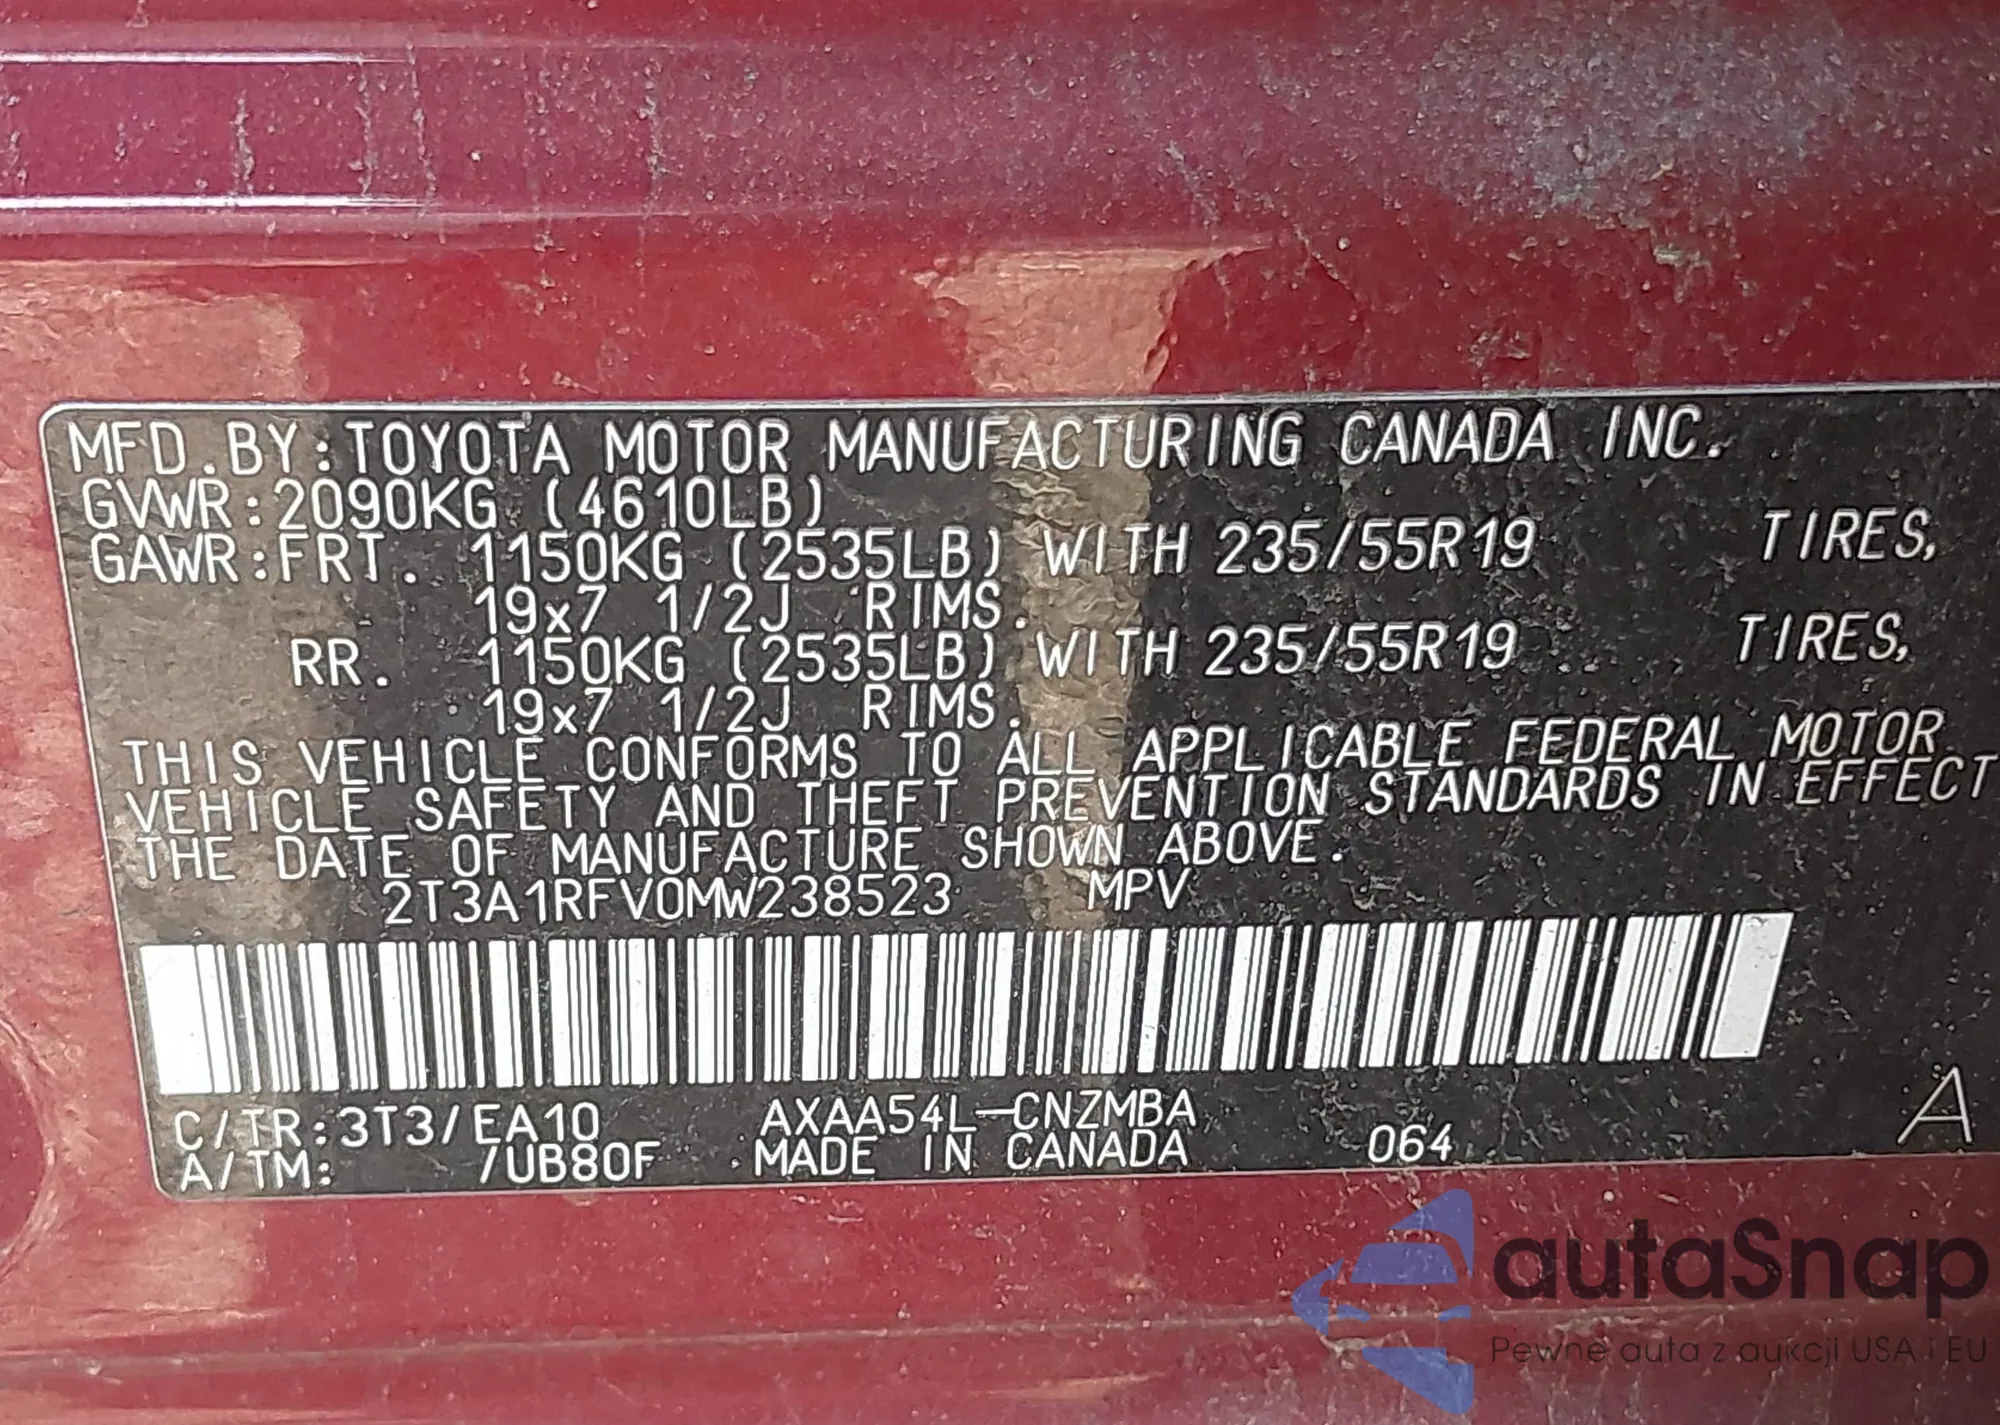 MFD.BY:TOYOTA MOTOR MANUFACTURING CANADA INC.
GVWR:2090KG (4610LB)
GAWR:FRT. 1150KG (2535LB) WITH 235/55R19 TIRES,
19x7 1/2J RIMS.
RR. 1150KG (2535LB) WITH 235/55R19 TIRES,
19x7 1/2J RIMS.
THIS VEHICLE CONFORMS TO ALL APPLICABLE FEDERAL MOTOR
VEHICLE SAFETY AND THEFT PREVENTION STANDARDS IN EFFECT
THE DATE OF MANUFACTURE SHOWN ABOVE.
2T3A1RFV0MW238523 MPV
C/TR:3T3/EA10 AXAA54L-CNZMBA
A/TM: /UB80F MADE IN CANADA 064 A
autaSnap
Pewne auta z aukcji USA i EU